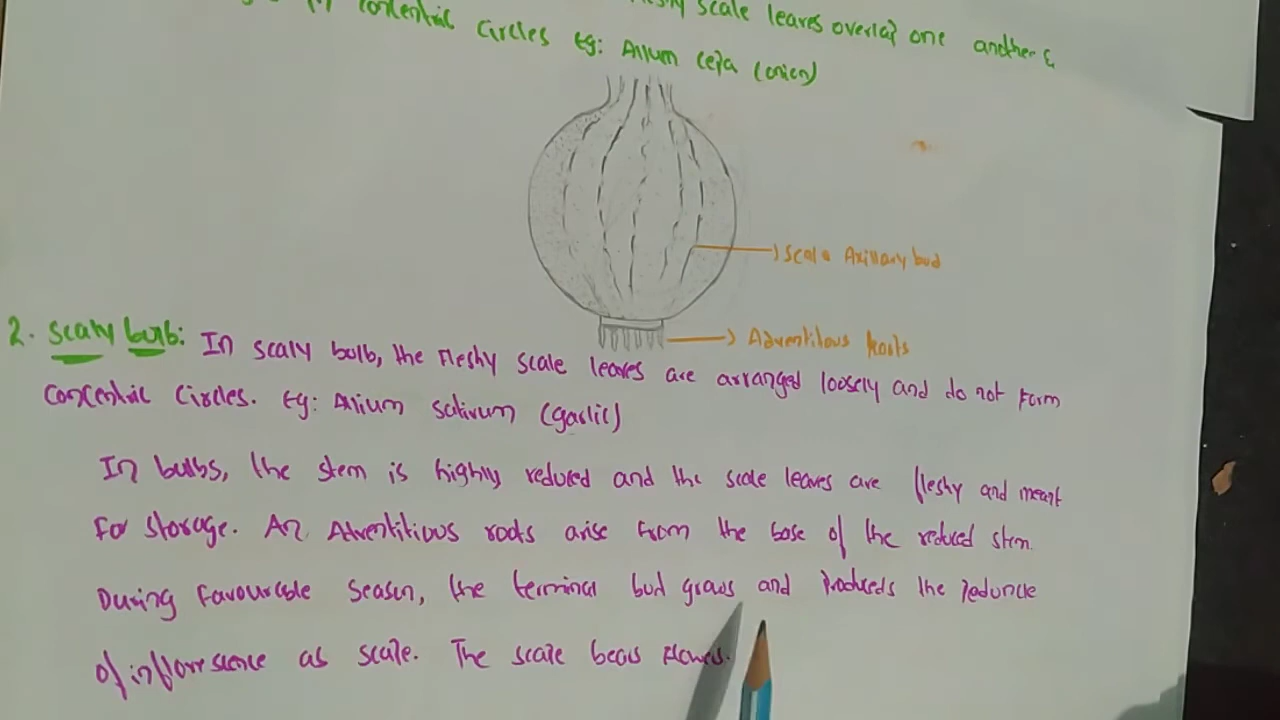 concentric circles eg: Allium cepa (onion)
scale leaves overlap one another &
Scale Axillary bud
Adventitous Roots
2. Scaly bulb: In scaly bulb, the fleshy scale leaves are arranged loosely and do not form
concentric circles. Eg: Allium sativum (garlic)
In bulbs, the stem is highly reduced and the scale leaves are fleshy and meant
for storage. An Adventitious roots arise from the base of the reduced stem.
During favourable season, the terminal bud grows and produceds the peduncle
of inflorescence as scale. The scale bears flowers.